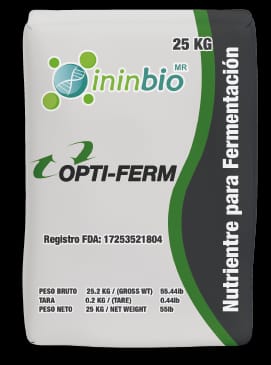 25 KG
ininbio MR
OPTI-FERM
Nutrientre para Fermentación
Registro FDA: 17253521804
PESO BRUTO 25.2 KG / (GROSS WT) 55.44lb
TARA 0.2 KG / (TARE) 0.44lb
PESO NETO 25 KG / NET WEIGHT 55lb